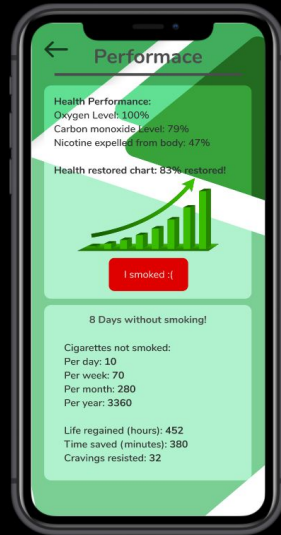 Performace
Health Performance:
Oxygen Level: 100%
Carbon monoxide Level: 79%
Nicotine expelled from body: 47%
Health restored chart: 83% restored!
I smoked :(
8 Days without smoking!
Cigarettes not smoked:
Per day: 10
Per week: 70
Per month: 280
Per year: 3360
Life regained (hours): 452
Time saved (minutes): 380
Cravings resisted: 32